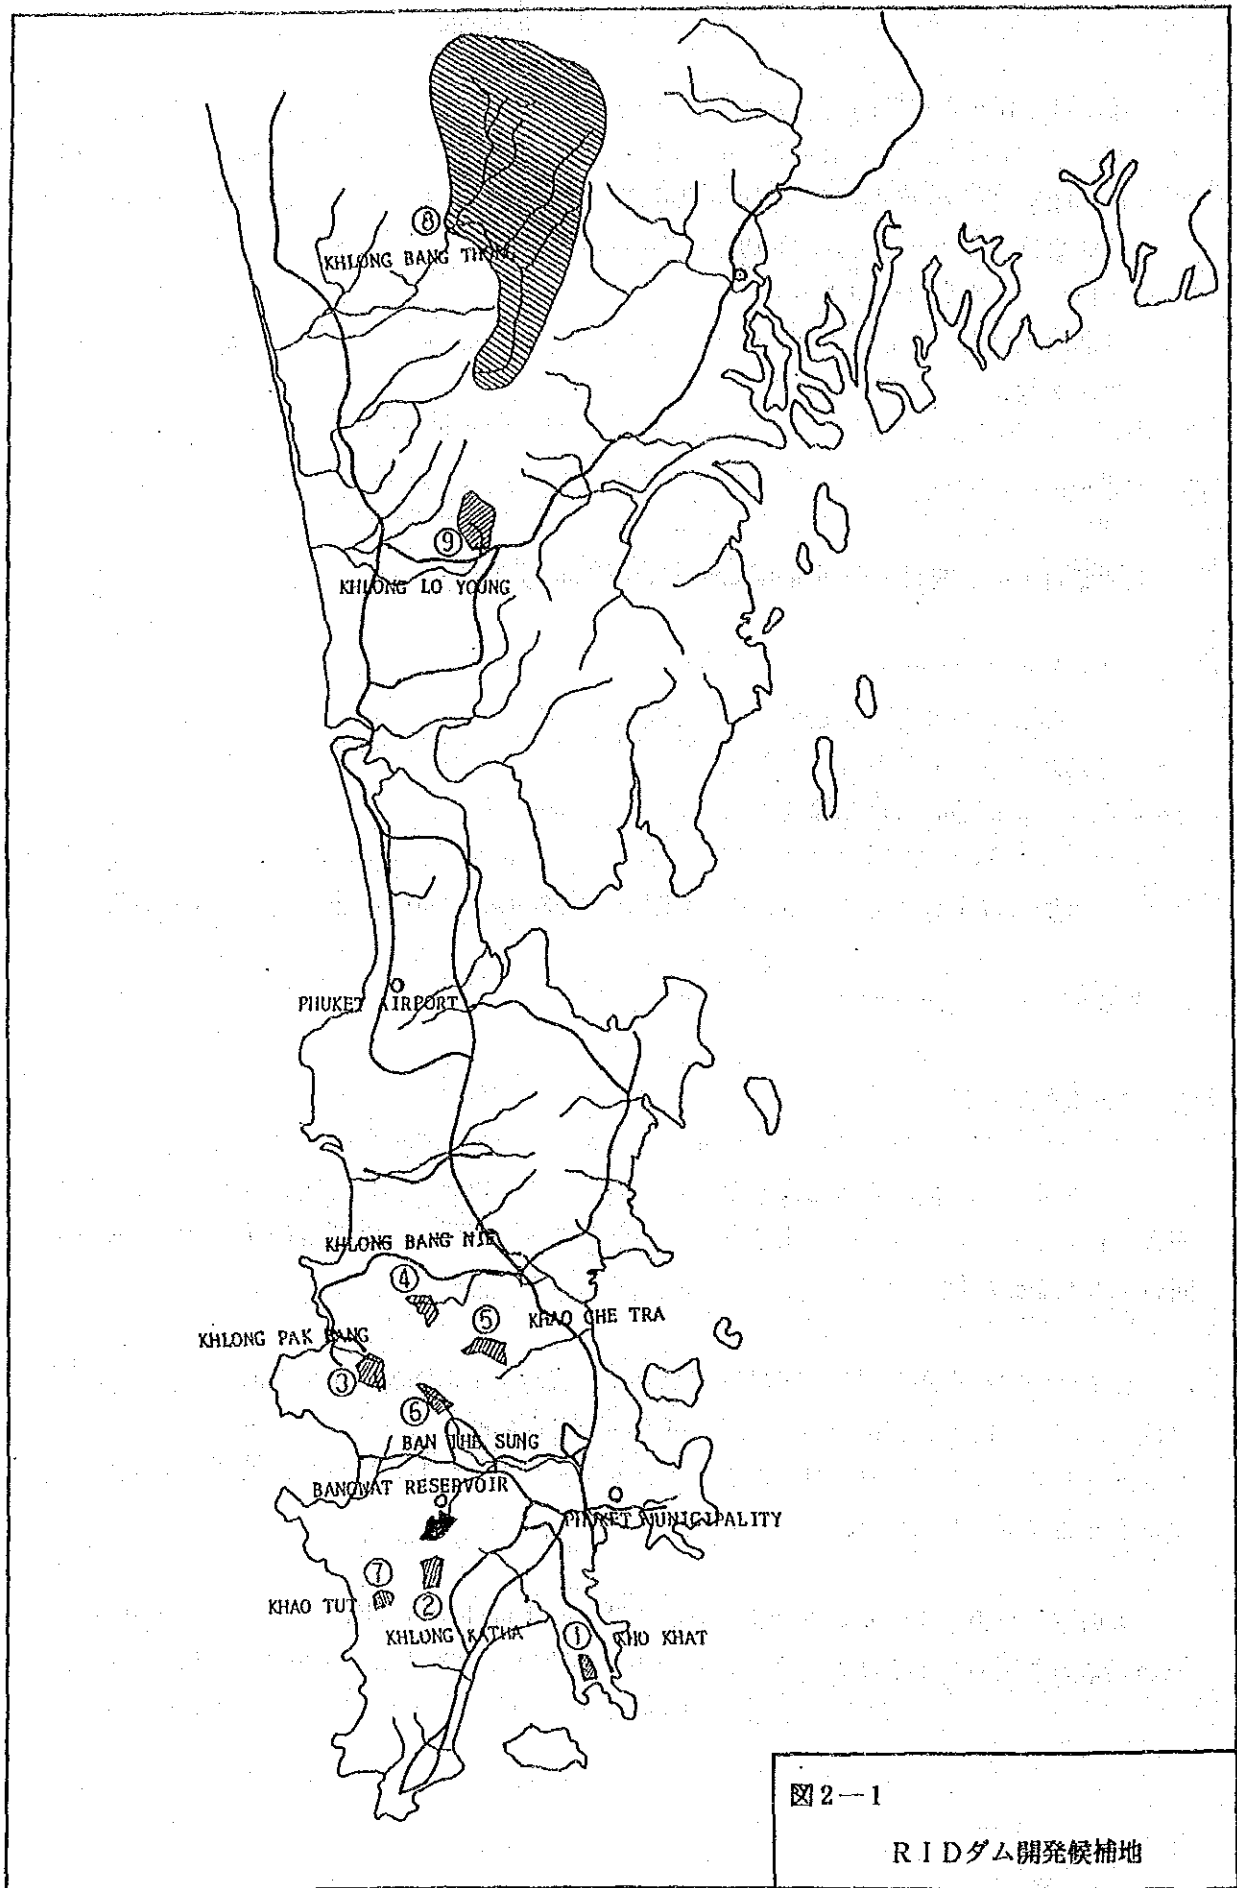 ⑧
KHLONG BANG THONG
⑨
KHLONG LO YOUNG
PHUKET AIRPORT
KHLONG BANG NIE
④
⑤ KHAO CHE TRA
KHLONG PAK BANG
③
⑥
BAN THE SUNG
BANGWAT RESERVOIR
PHUKET MUNICIPALITY
⑦
KHAO TUT
②
KHLONG KATHA
① KHO KHAT
図2―1
RIDダム開発候補地